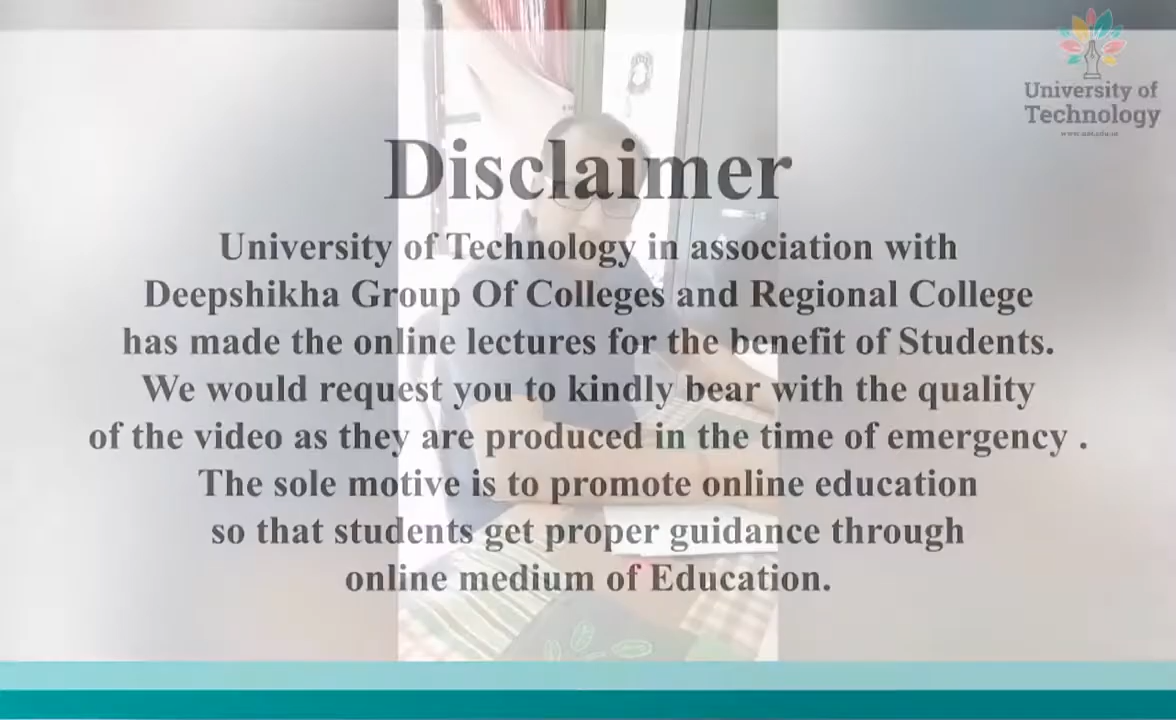 University of
Technology
Disclaimer
University of Technology in association with
Deepshikha Group Of Colleges and Regional College
has made the online lectures for the benefit of Students.
We would request you to kindly bear with the quality
of the video as they are produced in the time of emergency .
The sole motive is to promote online education
so that students get proper guidance through
online medium of Education.